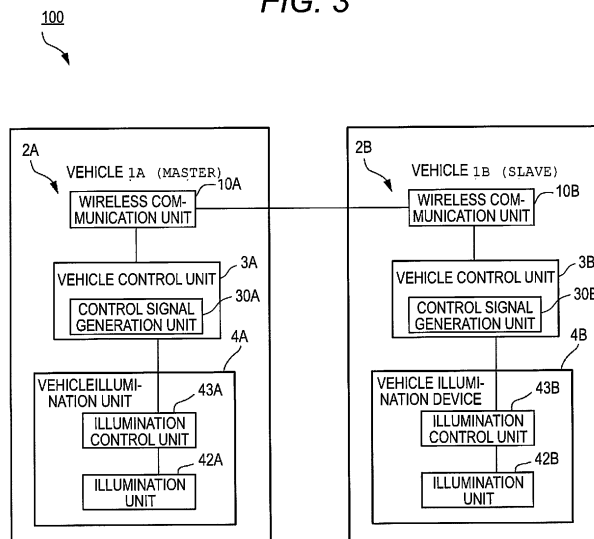 FIG. 3
100
2A
VEHICLE 1A (MASTER)
10A
WIRELESS COM-
MUNICATION UNIT
3A
VEHICLE CONTROL UNIT
30A
CONTROL SIGNAL
GENERATION UNIT
4A
VEHICLEILLUMI-
NATION UNIT
43A
ILLUMINATION
CONTROL UNIT
42A
ILLUMINATION
UNIT
2B
VEHICLE 1B (SLAVE)
10B
WIRELESS COM-
MUNICATION UNIT
3B
VEHICLE CONTROL UNIT
30B
CONTROL SIGNAL
GENERATION UNIT
4B
VEHICLE ILLUMI-
NATION DEVICE
43B
ILLUMINATION
CONTROL UNIT
42B
ILLUMINATION
UNIT